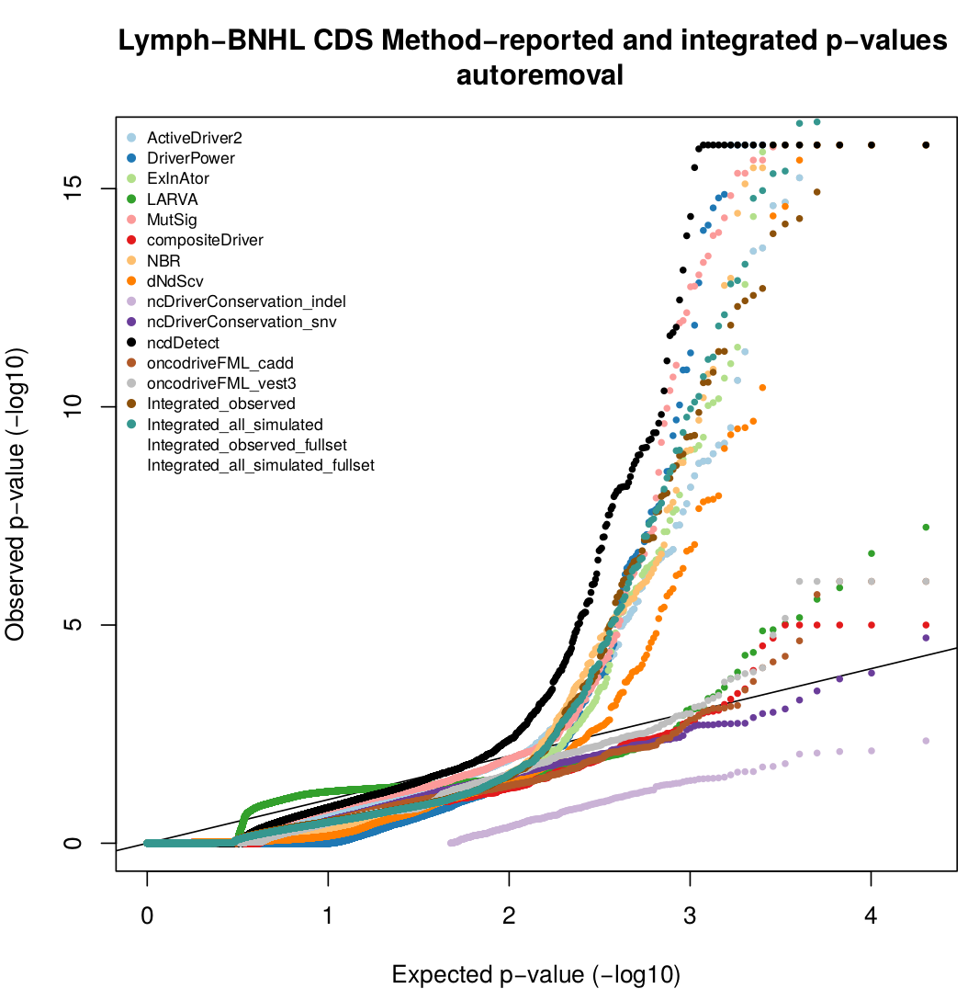 Lymph−BNHL CDS Method−reported and integrated p−values
autoremoval
ActiveDriver2
DriverPower
ExInAtor
LARVA
MutSig
compositeDriver
NBR
dNdScv
ncDriverConservation_indel
ncDriverConservation_snv
ncdDetect
oncodriveFML_cadd
oncodriveFML_vest3
Integrated_observed
Integrated_all_simulated
Integrated_observed_fullset
Integrated_all_simulated_fullset
Observed p−value (−log10)
15
10
5
0
0 1 2 3 4
Expected p−value (−log10)